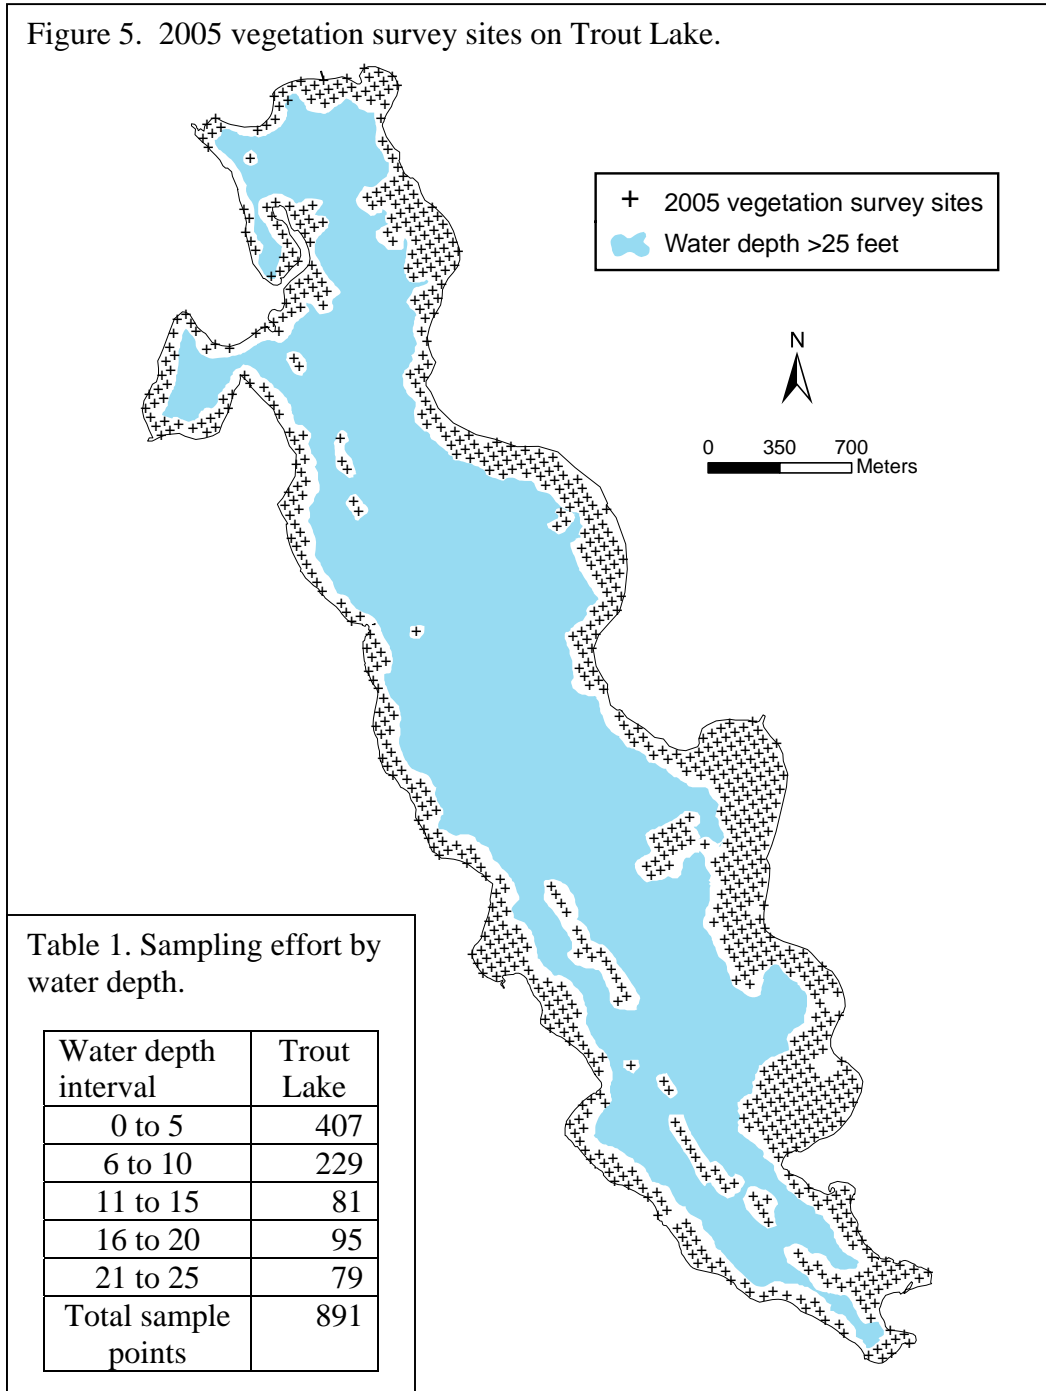 Figure 5.  2005 vegetation survey sites on Trout Lake.
+ 2005 vegetation survey sites
Water depth >25 feet
N
0 350 700
Meters
Table 1. Sampling effort by
water depth.
Water depth Trout
interval Lake
0 to 5 407
6 to 10 229
11 to 15 81
16 to 20 95
21 to 25 79
Total sample 891
points